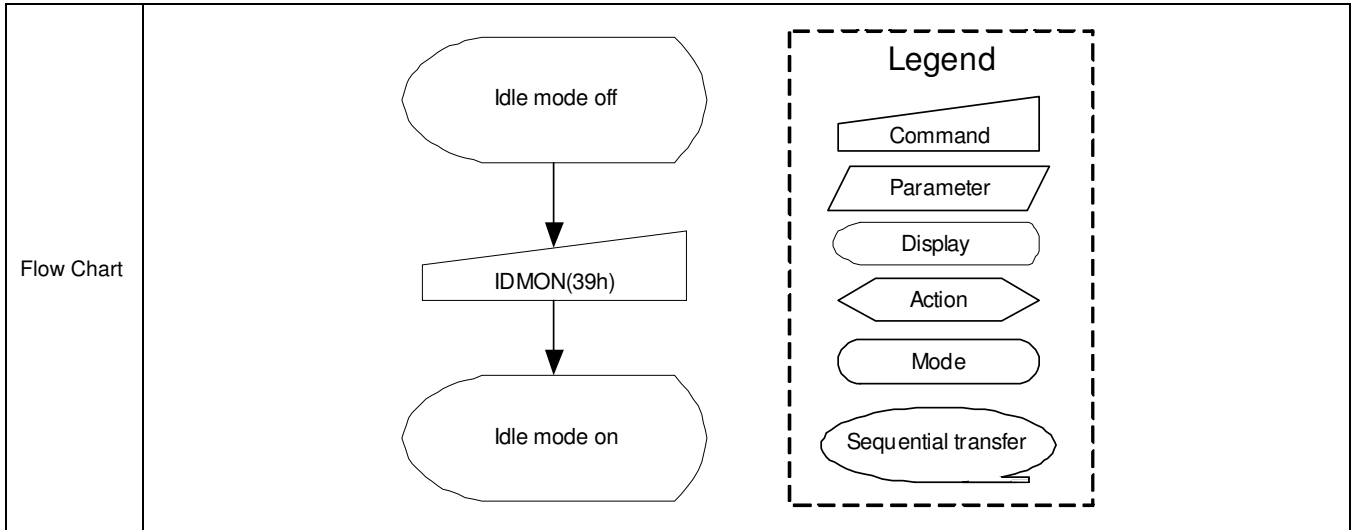 Flow Chart
Idle mode off
IDMON(39h)
Idle mode on
Legend
Command
Parameter
Display
Action
Mode
Sequential transfer